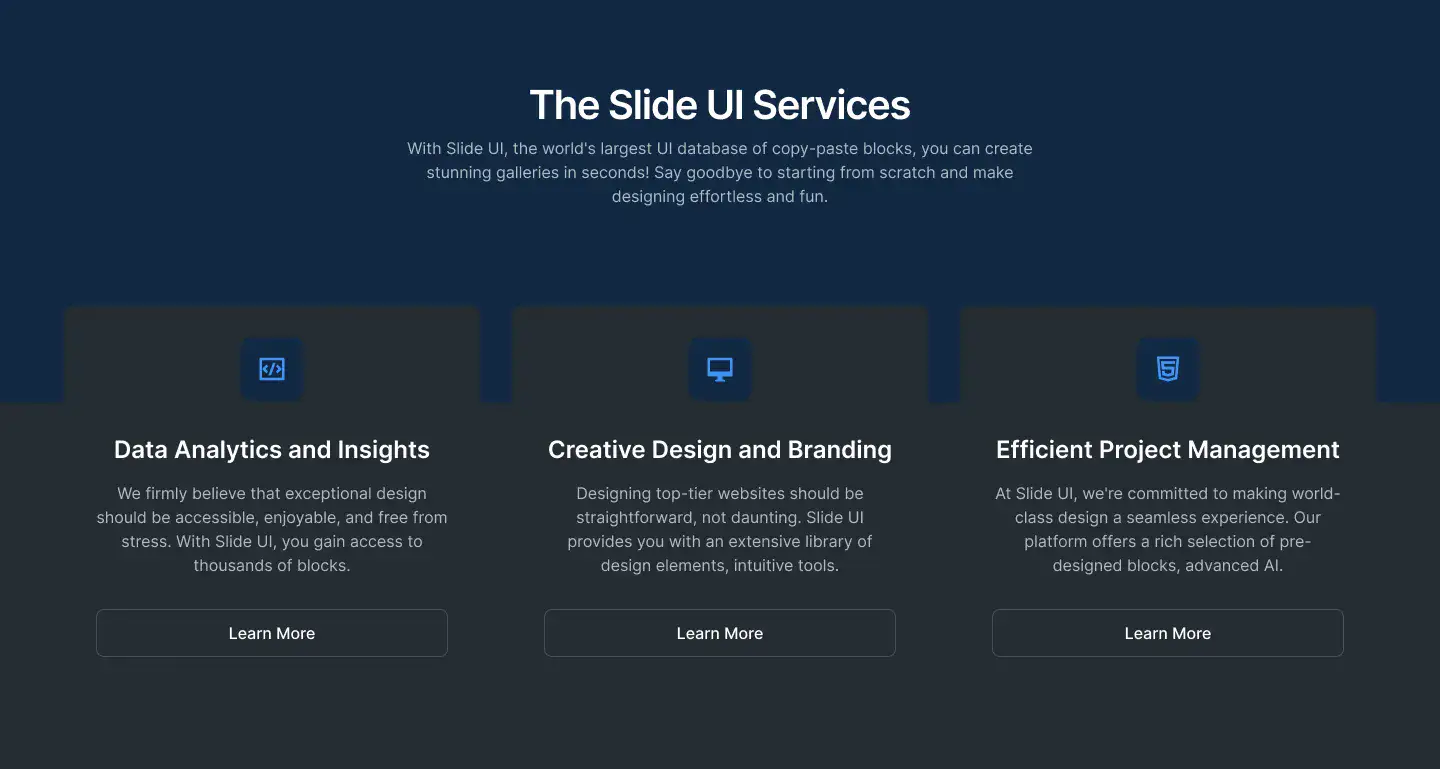 The Slide UI Services
With Slide UI, the world's largest UI database of copy-paste blocks, you can create
stunning galleries in seconds! Say goodbye to starting from scratch and make
designing effortless and fun.
Data Analytics and Insights
We firmly believe that exceptional design
should be accessible, enjoyable, and free from
stress. With Slide UI, you gain access to
thousands of blocks.
Learn More
Creative Design and Branding
Designing top-tier websites should be
straightforward, not daunting. Slide UI
provides you with an extensive library of
design elements, intuitive tools.
Learn More
Efficient Project Management
At Slide UI, we're committed to making world-
class design a seamless experience. Our
platform offers a rich selection of pre-
designed blocks, advanced AI.
Learn More